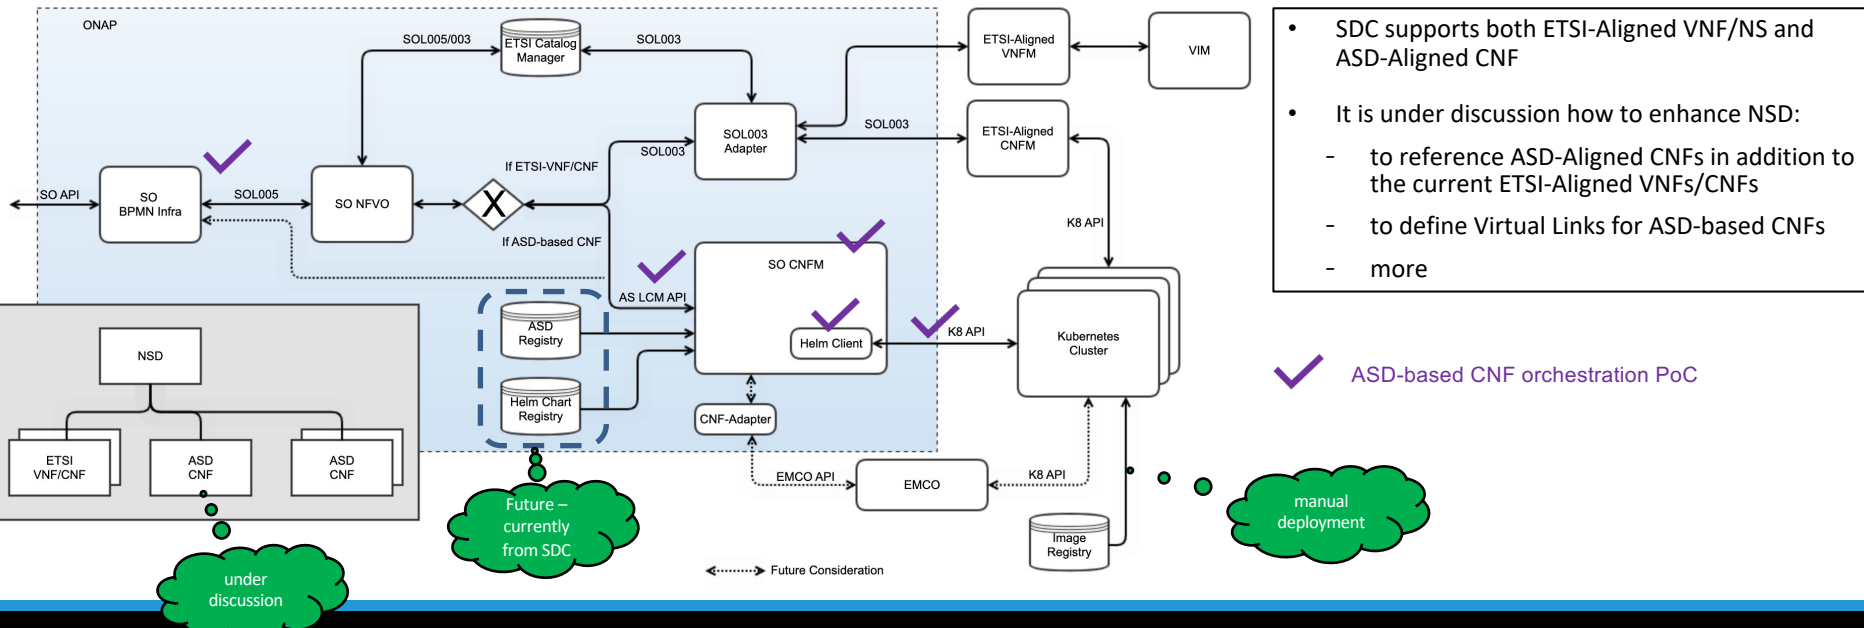 ONAP
SOL005/003
ETSI Catalog
Manager
SOL003
ETSI-Aligned
VNFM
VIM
SOL003
Adapter
SOL003
ETSI-Aligned
CNFM
If ETSI-VNF/CNF
SOL003
SO API
SO
BPMN Infra
SOL005
SO NFVO
X
If ASD-based CNF
K8 API
SO CNFM
AS LCM API
ASD
Registry
Helm Client
K8 API
Kubernetes
Cluster
Helm Chart
Registry
CNF-Adapter
EMCO API
EMCO
K8 API
Image
Registry
NSD
ETSI
VNF/CNF
ASD
CNF
ASD
CNF
under
discussion
Future –
currently
from SDC
manual
deployment
Future Consideration
• SDC supports both ETSI-Aligned VNF/NS and
ASD-Aligned CNF
• It is under discussion how to enhance NSD:
- to reference ASD-Aligned CNFs in addition to
the current ETSI-Aligned VNFs/CNFs
- to define Virtual Links for ASD-based CNFs
- more
ASD-based CNF orchestration PoC